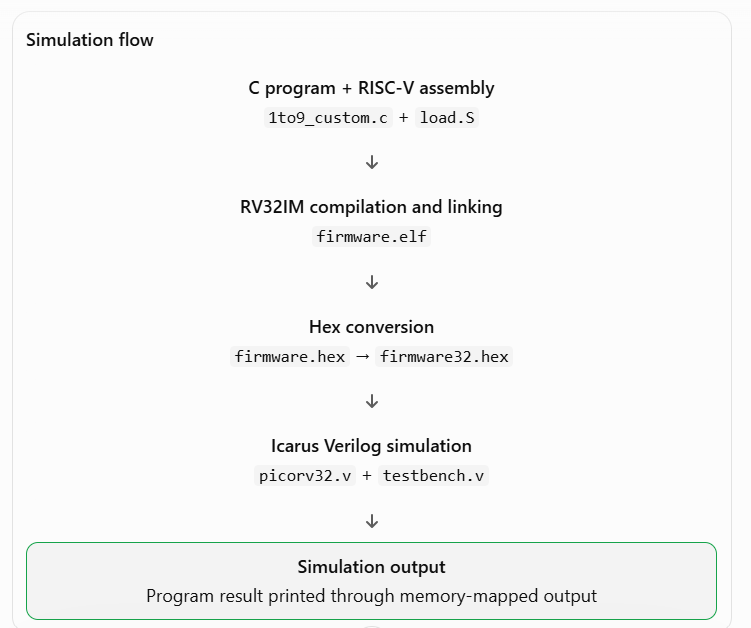 Simulation flow
C program + RISC-V assembly
1to9_custom.c + load.S
↓
RV32IM compilation and linking
firmware.elf
↓
Hex conversion
firmware.hex → firmware32.hex
↓
Icarus Verilog simulation
picorv32.v + testbench.v
↓
Simulation output
Program result printed through memory-mapped output